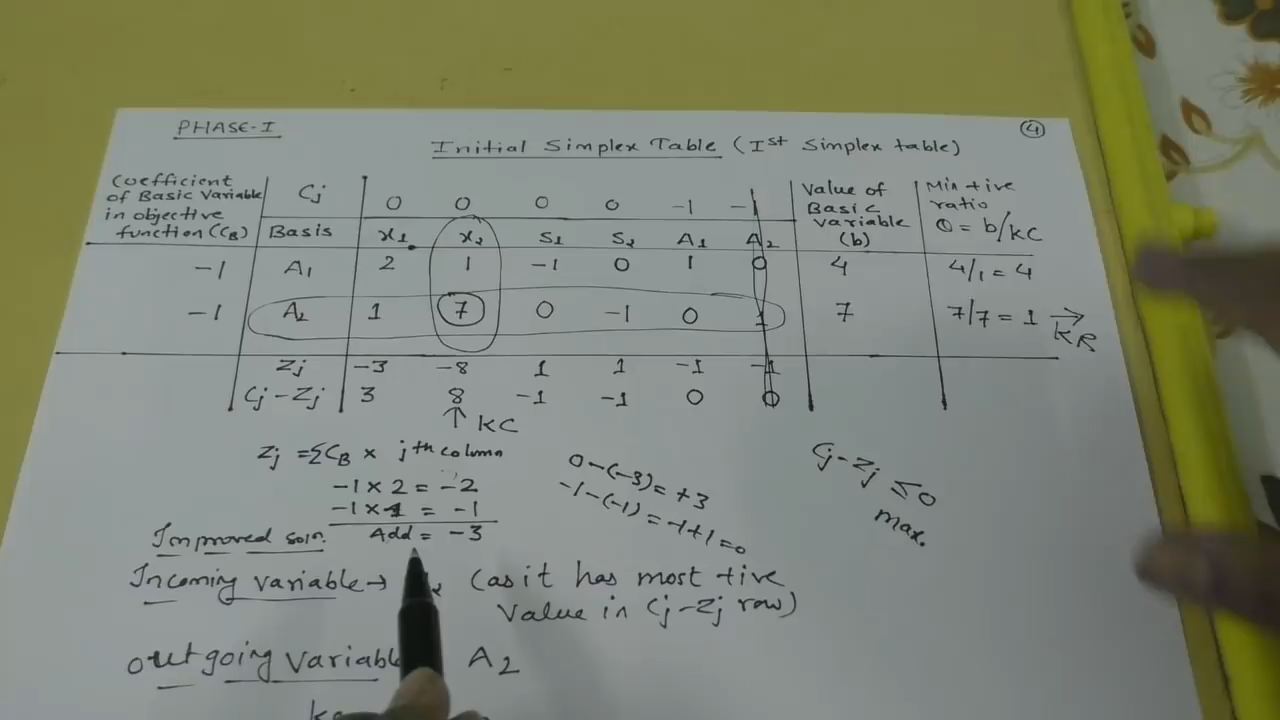 PHASE-I
④
Initial Simplex Table (Ist Simplex table)
Coefficient of Basic Variable in objective function (CB) | Cj | 0 0 0 0 -1 -1 | Value of Basic variable (b) | Min +ive ratio θ = b/KC
Basis | x1 x2 S1 S2 A1 A2
-1 | A1 | 2 1 -1 0 1 0 | 4 | 4/1 = 4
-1 | A2 | 1 7 0 -1 0 1 | 7 | 7/7 = 1 → KR
Zj | -3 -8 1 1 -1 -1
Cj-Zj | 3 8 -1 -1 0 0
↑ KC
Zj = ΣCB × jth column
-1 × 2 = -2
-1 × 1 = -1
Add = -3
0-(-3) = +3
-1-(-1) = -1+1 = 0
Cj-Zj ≤ 0
max.
Improved soln.
Incoming variable → (as it has most +ive
value in Cj-Zj row)
Outgoing variable A2